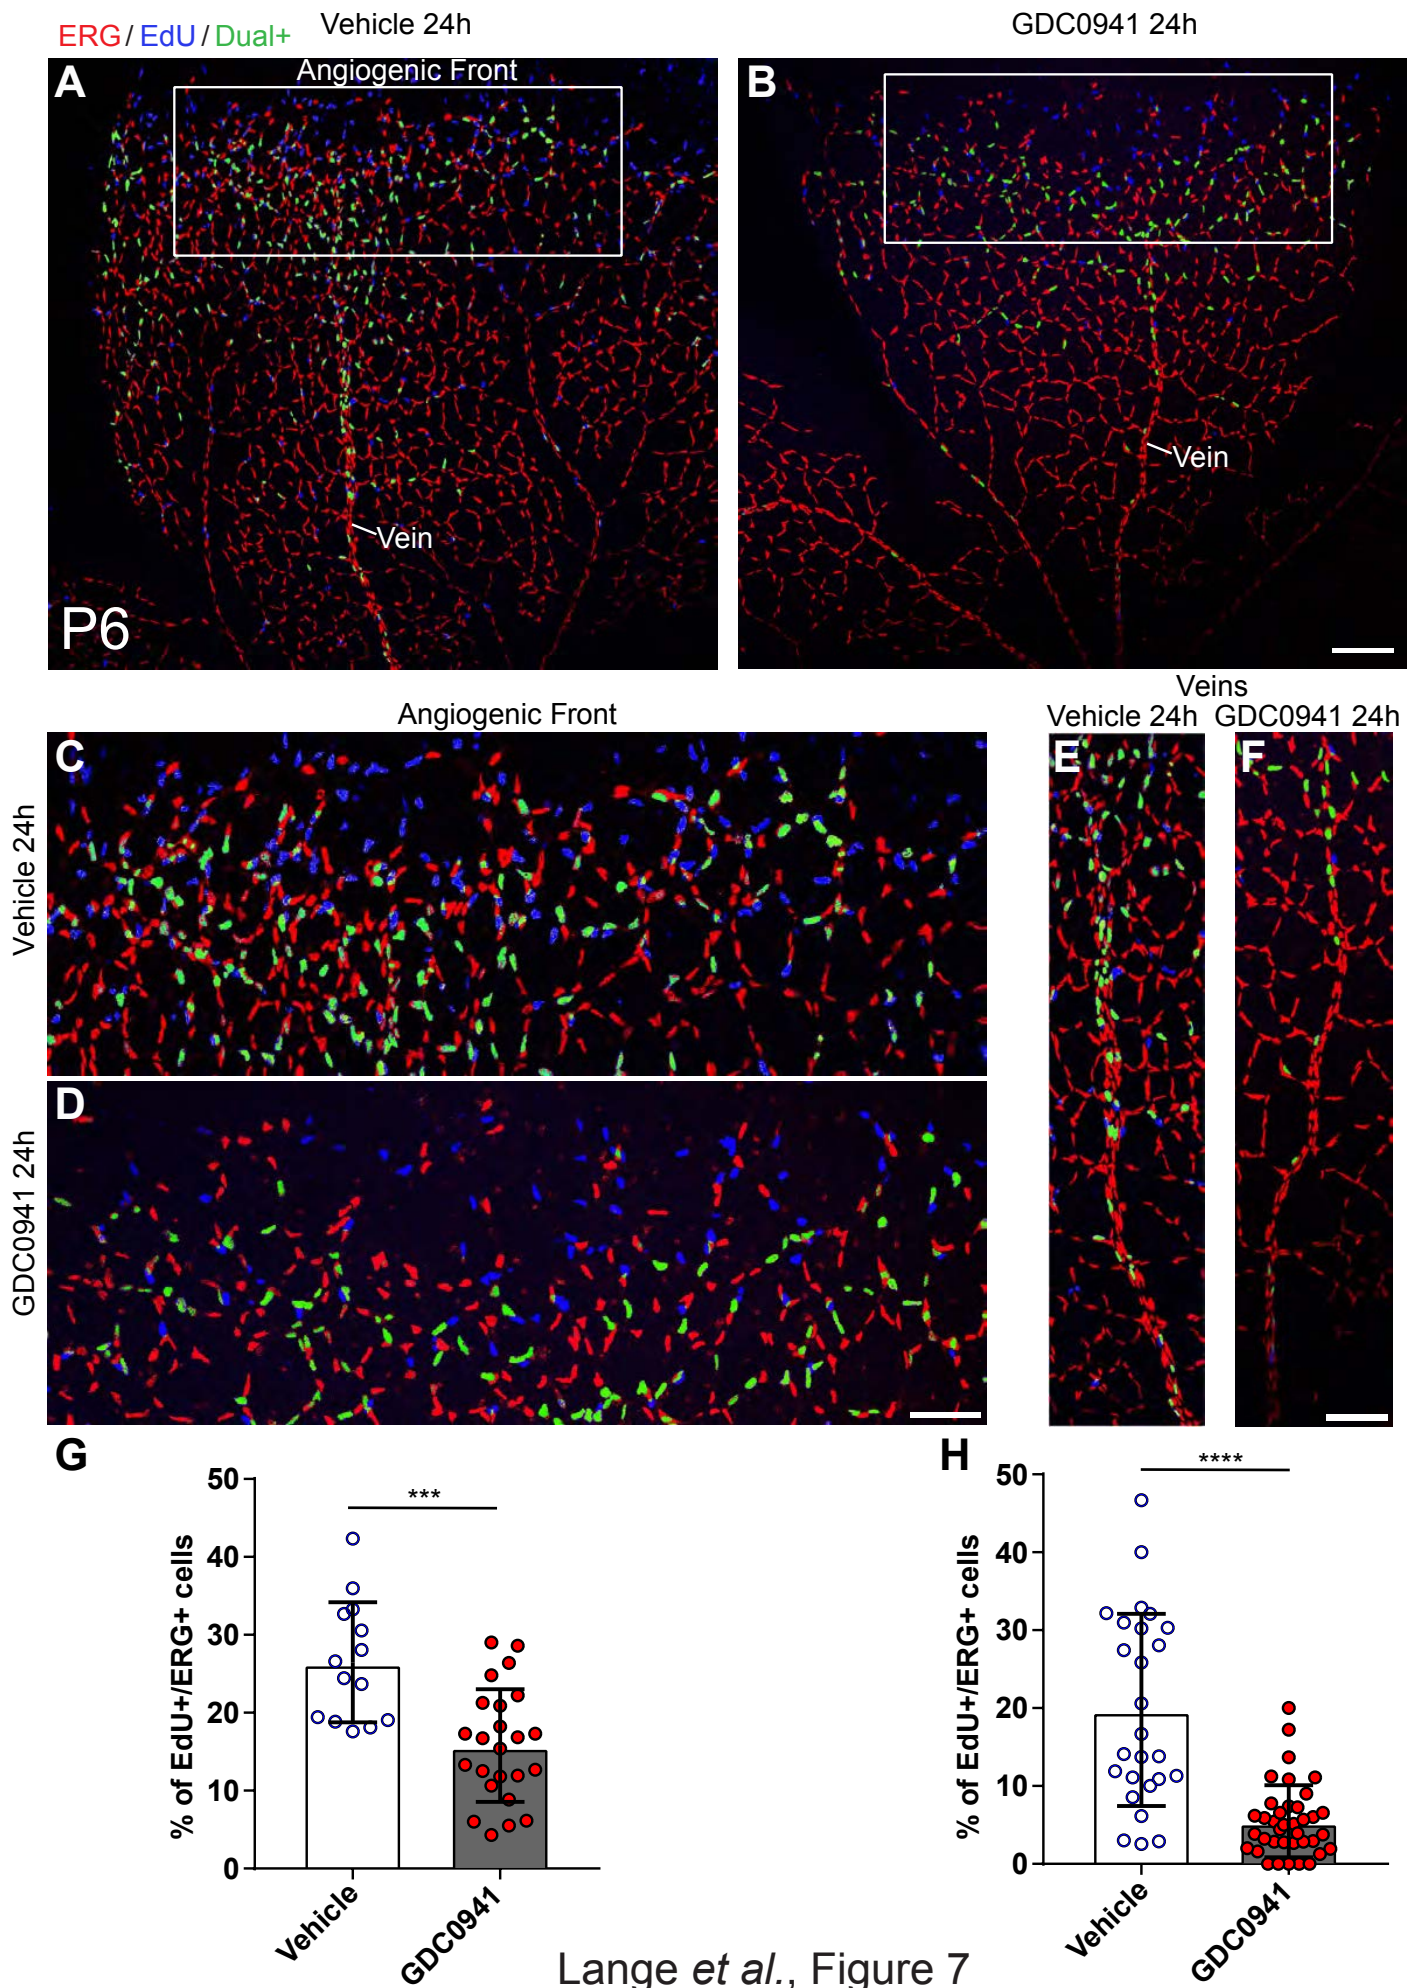 ERG / EdU / Dual+
Vehicle 24h
GDC0941 24h
A
Angiogenic Front
B
Vein
Vein
P6
Angiogenic Front
Veins
Vehicle 24h GDC0941 24h
Vehicle 24h
C
E
F
GDC0941 24h
D
G
% of EdU+/ERG+ cells
50
40
30
20
10
0
***
Vehicle
GDC0941
H
% of EdU+/ERG+ cells
50
40
30
20
10
0
****
Vehicle
GDC0941
Lange et al., Figure 7